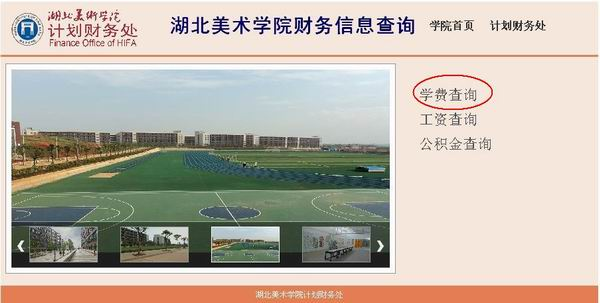 湖北美术学院
计划财务处
Finance Office of HIFA
湖北美术学院财务信息查询
学院首页 计划财务处
学费查询
工资查询
公积金查询
湖北美术学院计划财务处